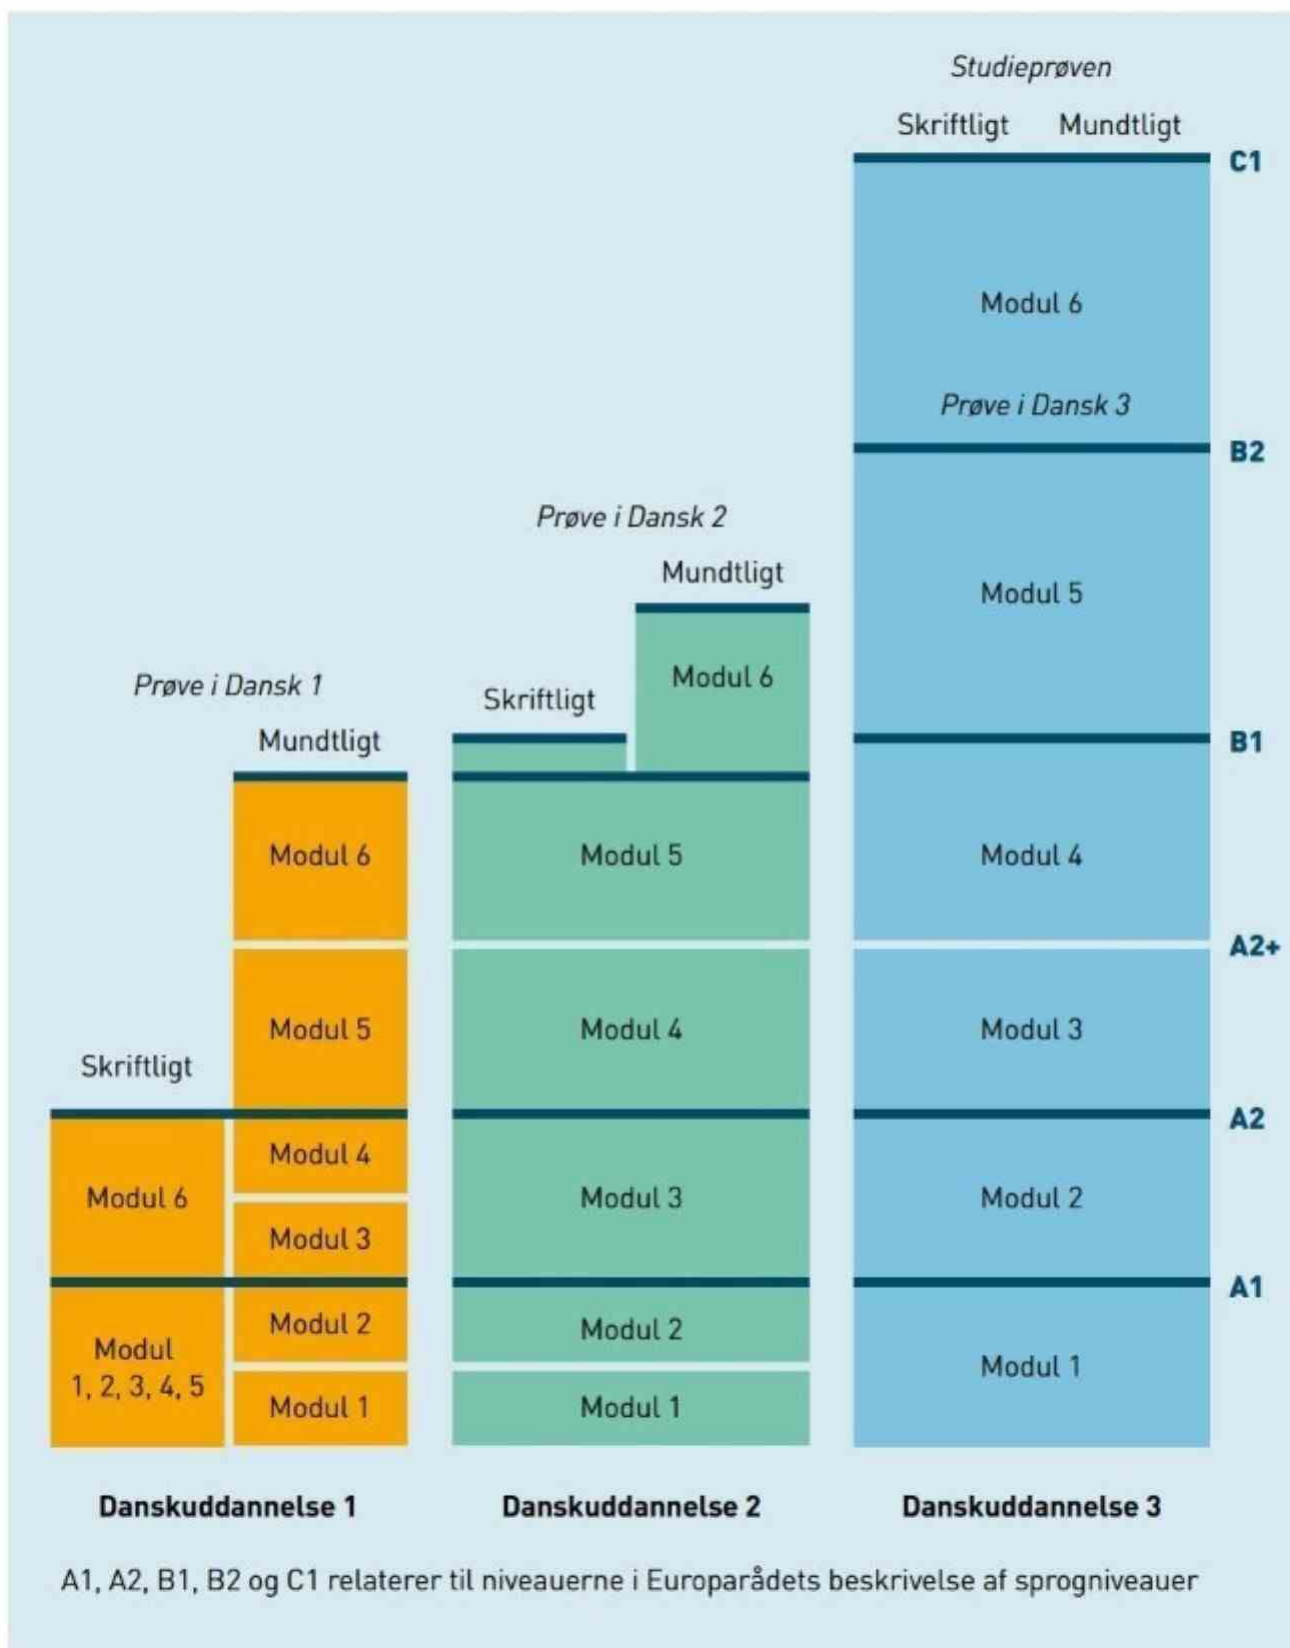 Studieprøven
Skriftligt Mundtligt
C1
Modul 6
Prøve i Dansk 3
B2
Prøve i Dansk 2
Mundtligt
Modul 5
Modul 6
Prøve i Dansk 1
Skriftligt
Mundtligt
B1
Modul 6
Modul 5
Modul 4
A2+
Modul 5
Modul 4
Modul 3
Skriftligt
A2
Modul 4
Modul 6
Modul 3
Modul 2
Modul 3
A1
Modul 2
Modul 2
Modul
1, 2, 3, 4, 5
Modul 1
Modul 1
Modul 1
Danskuddannelse 1
Danskuddannelse 2
Danskuddannelse 3
A1, A2, B1, B2 og C1 relaterer til niveauerne i Europarådets beskrivelse af sprogniveauer